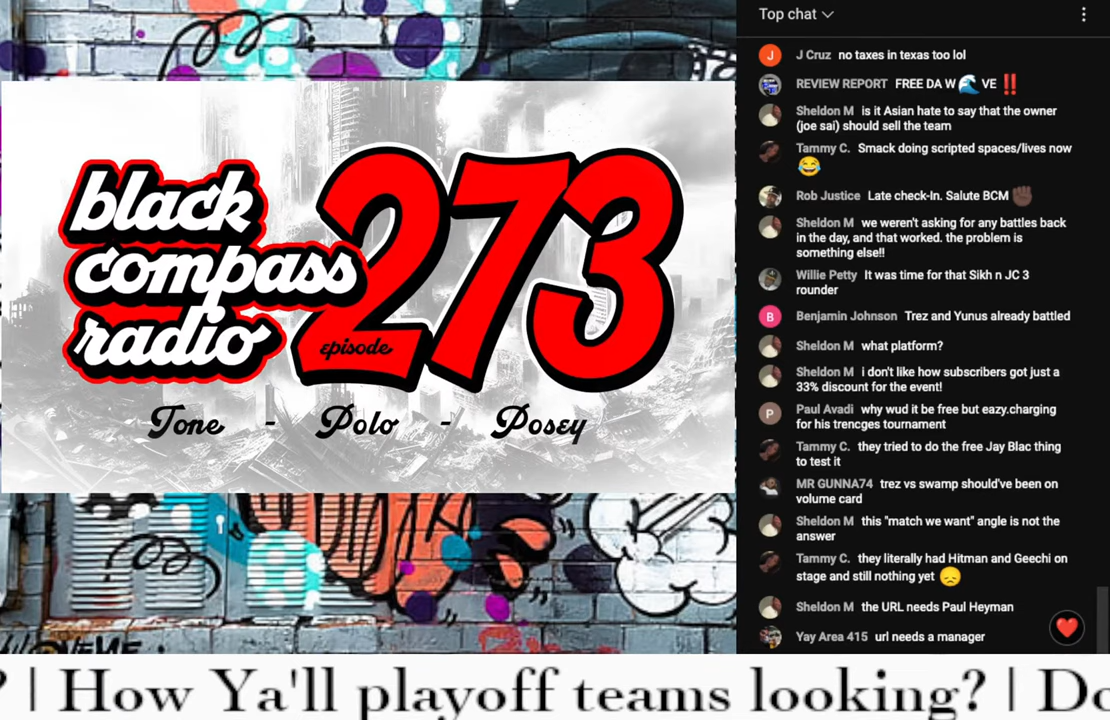 black
compass
radio
273
episode
Tone - Polo - Posey
Top chat
J Cruz no taxes in texas too lol
REVIEW REPORT FREE DA W🌊VE ‼️
Sheldon M is it Asian hate to say that the owner
(joe sai) should sell the team
Tammy C. Smack doing scripted spaces/lives now
😂
Rob Justice Late check-In. Salute BCM ✊🏿
Sheldon M we weren't asking for any battles back
in the day, and that worked. the problem is
something else!!
Willie Petty It was time for that Sikh n JC 3
rounder
B
Benjamin Johnson Trez and Yunus already battled
Sheldon M what platform?
Sheldon M i don't like how subscribers got just a
33% discount for the event!
P
Paul Avadi why wud it be free but eazy.charging
for his trencges tournament
Tammy C. they tried to do the free Jay Blac thing
to test it
MR GUNNA74 trez vs swamp should've been on
volume card
Sheldon M this "match we want" angle is not the
answer
Tammy C. they literally had Hitman and Geechi on
stage and still nothing yet 😞
Sheldon M the URL needs Paul Heyman
Yay Area 415 url needs a manager
? | How Ya'll playoff teams looking? | Do